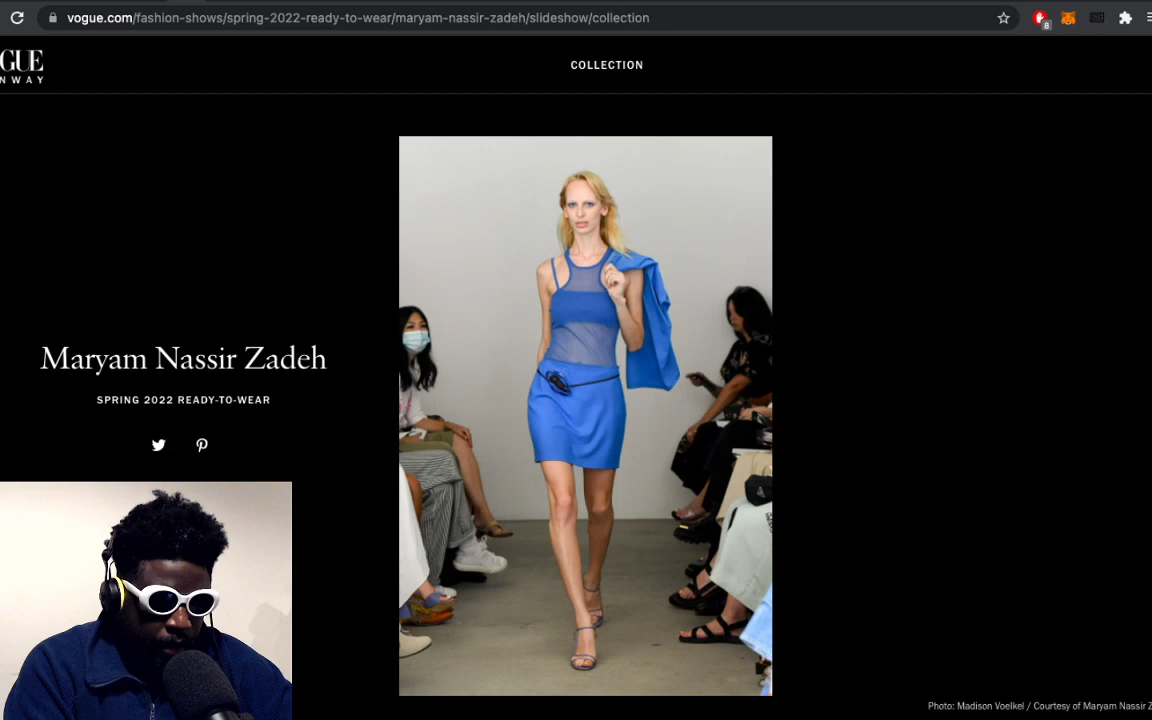 vogue.com/fashion-shows/spring-2022-ready-to-wear/maryam-nassir-zadeh/slideshow/collection
8
GUE
NWAY
COLLECTION
Maryam Nassir Zadeh
SPRING 2022 READY-TO-WEAR
Photo: Madison Voelkel / Courtesy of Maryam Nassir Z